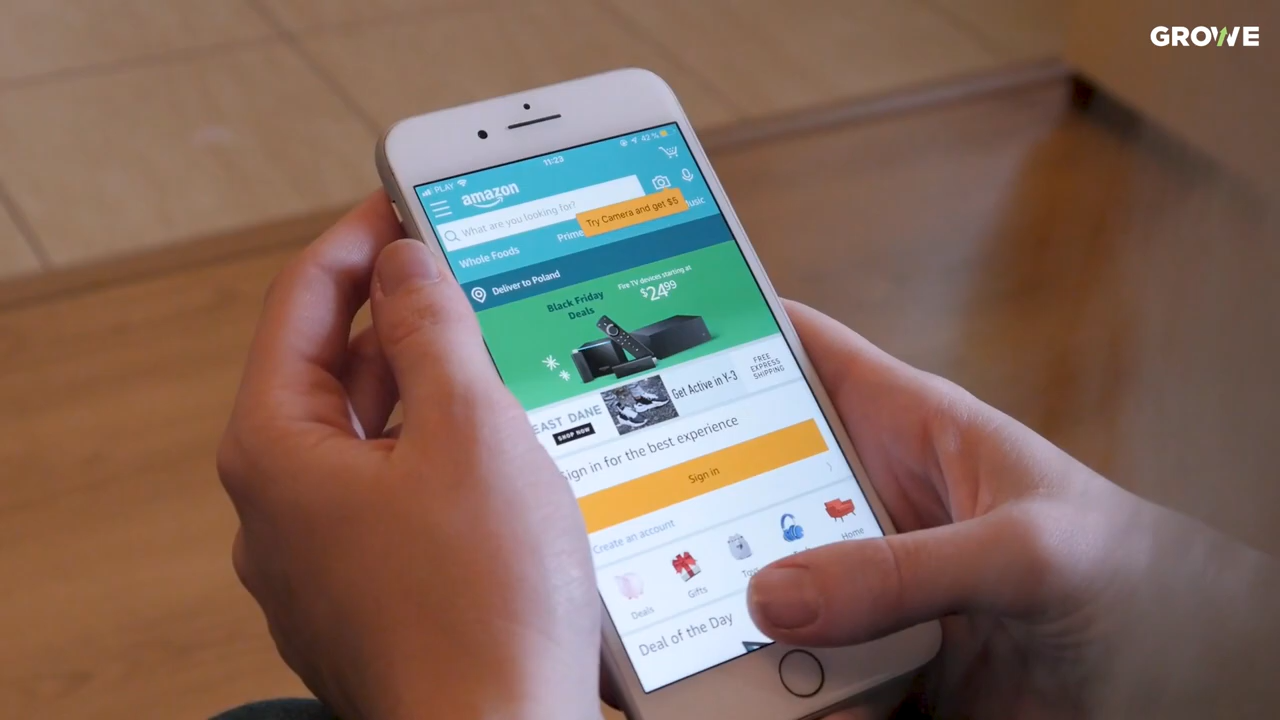 GROWE
PLAY 11:23 42 %
amazon
What are you looking for?
Try Camera and get $5
Whole Foods Prime
Deliver to Poland
Black Friday
Deals
Fire TV devices starting at
$24 99
EAST DANE
SHOP NOW
Get Active in Y-3
FREE
EXPRESS
SHIPPING
Sign in for the best experience
Sign in
Create an account
Deals Gifts Home
Deal of the Day